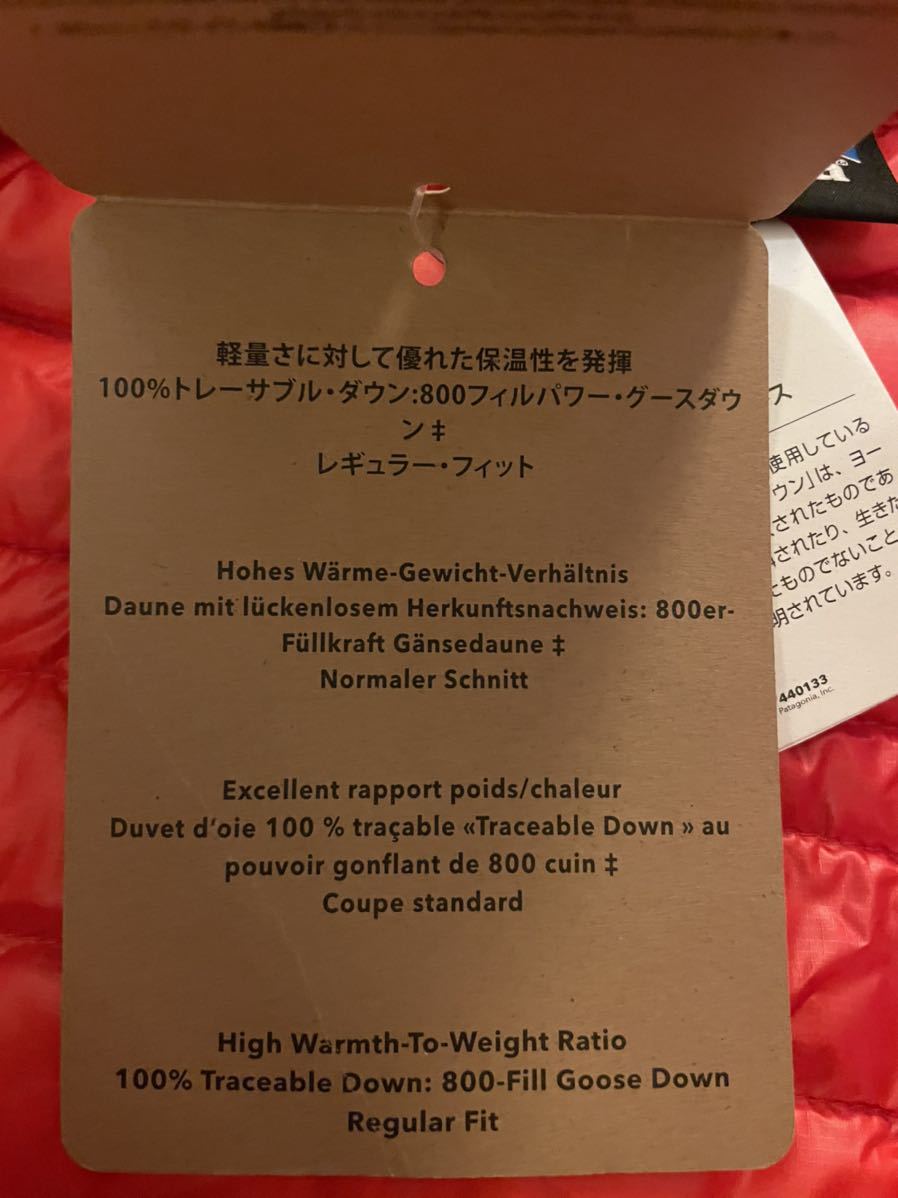 軽量さに対して優れた保温性を発揮
100%トレーサブル・ダウン:800フィルパワー・グースダウ
ン ‡
レギュラー・フィット
Hohes Wärme-Gewicht-Verhältnis
Daune mit lückenlosem Herkunftsnachweis: 800er-
Füllkraft Gänsedaune ‡
Normaler Schnitt
Excellent rapport poids/chaleur
Duvet d'oie 100 % traçable «Traceable Down » au
pouvoir gonflant de 800 cuin ‡
Coupe standard
High Warmth-To-Weight Ratio
100% Traceable Down: 800-Fill Goose Down
Regular Fit
ス
使用している
ウン」は、ヨー
されたものであ
されたり、生きた
ものでないこと
明されています。
440133
Patagonia, Inc.